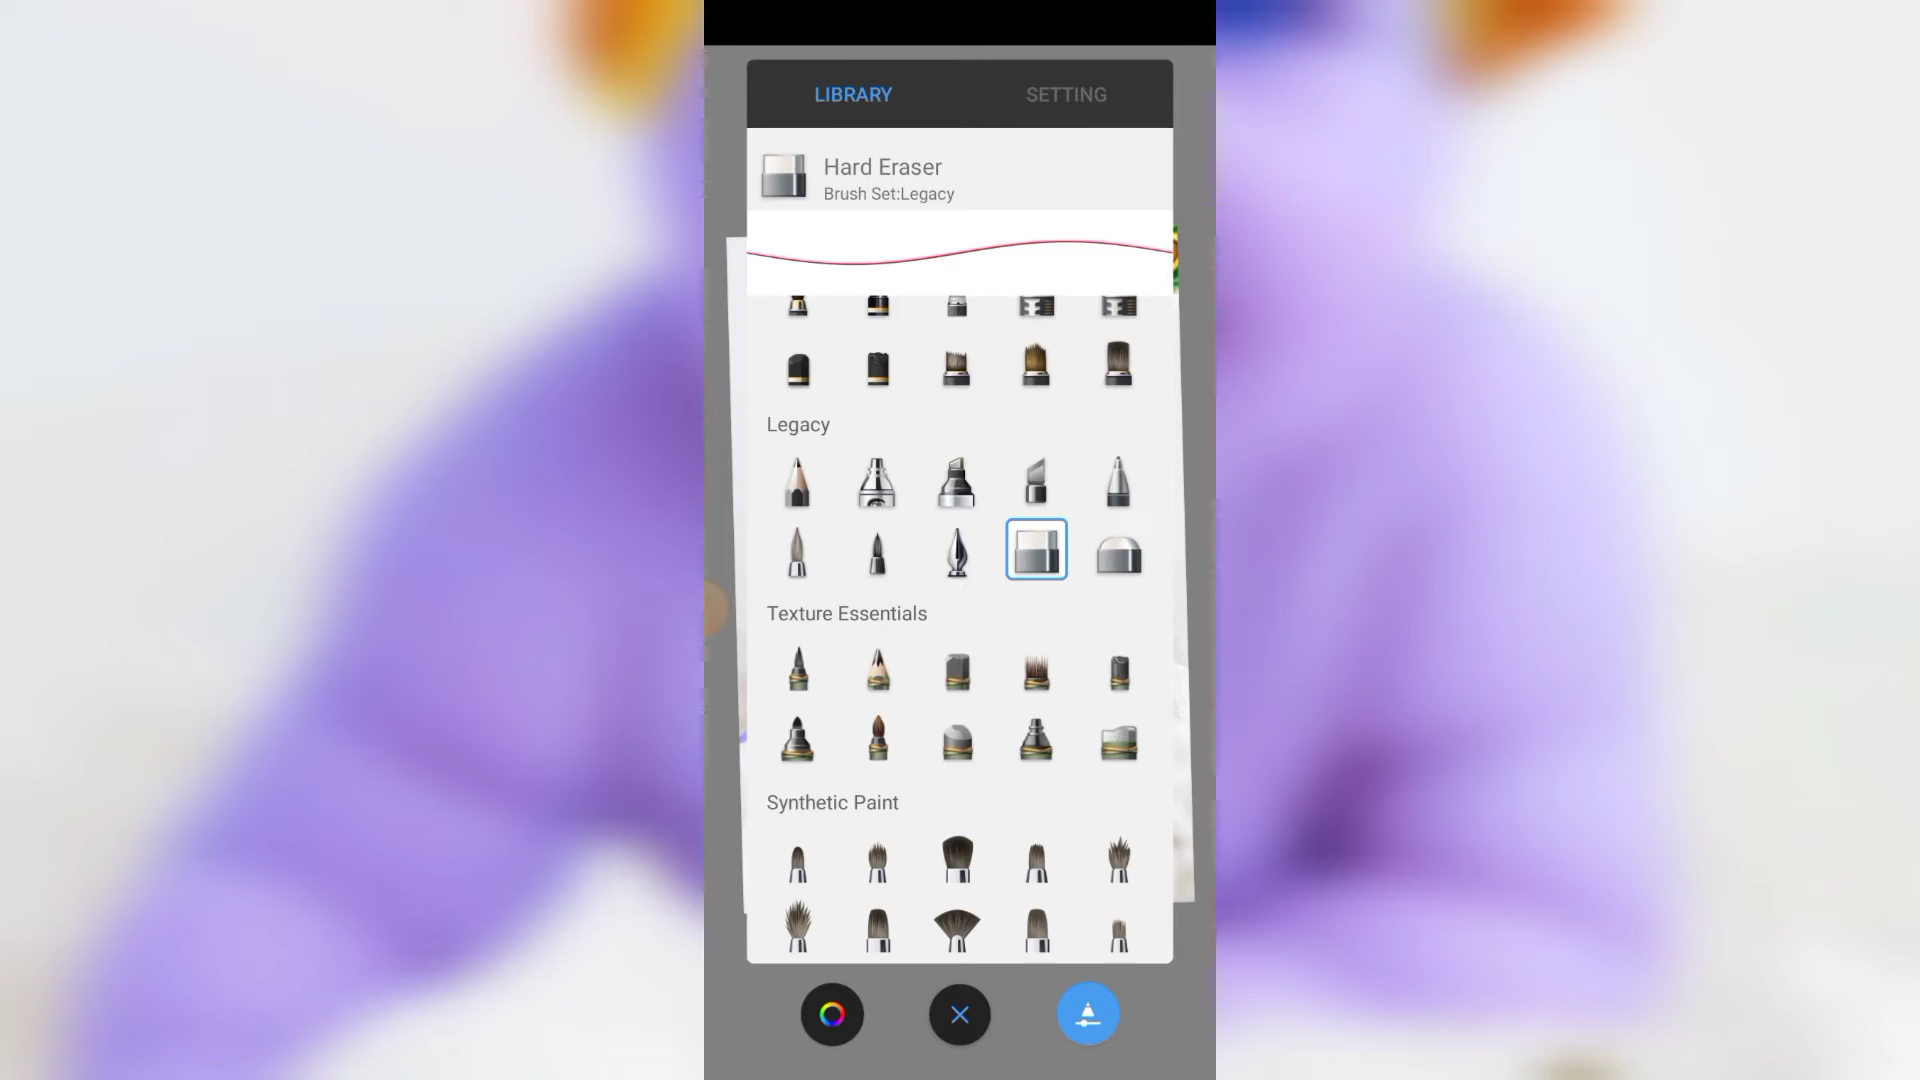 LIBRARY
SETTING
Hard Eraser
Brush Set:Legacy
Legacy
Texture Essentials
Synthetic Paint